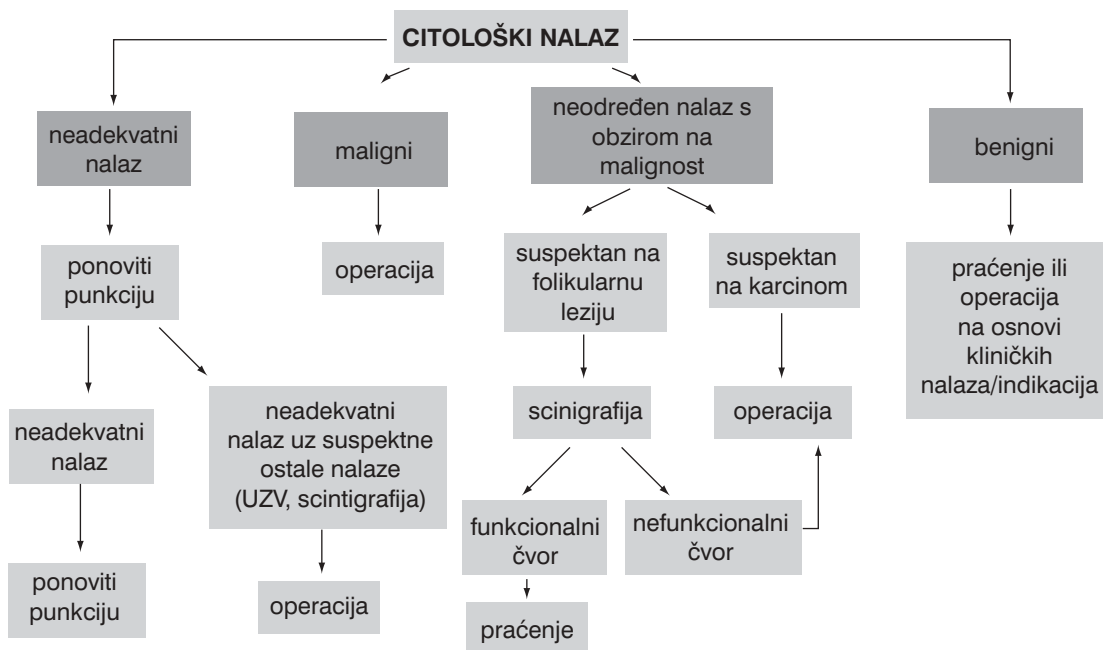 CITOLOŠKI NALAZ
neadekvatni
nalaz
maligni
neodređen nalaz s
obzirom na
malignost
benigni
ponoviti
punkciju
operacija
suspektan na
folikularnu
leziju
suspektan
na karcinom
praćenje ili
operacija
na osnovi
kliničkih
nalaza/indikacija
neadekvatni
nalaz
neadekvatni
nalaz uz suspektne
ostale nalaze
(UZV, scintigrafija)
scinigrafija
operacija
funkcionalni
čvor
nefunkcionalni
čvor
ponoviti
punkciju
operacija
praćenje